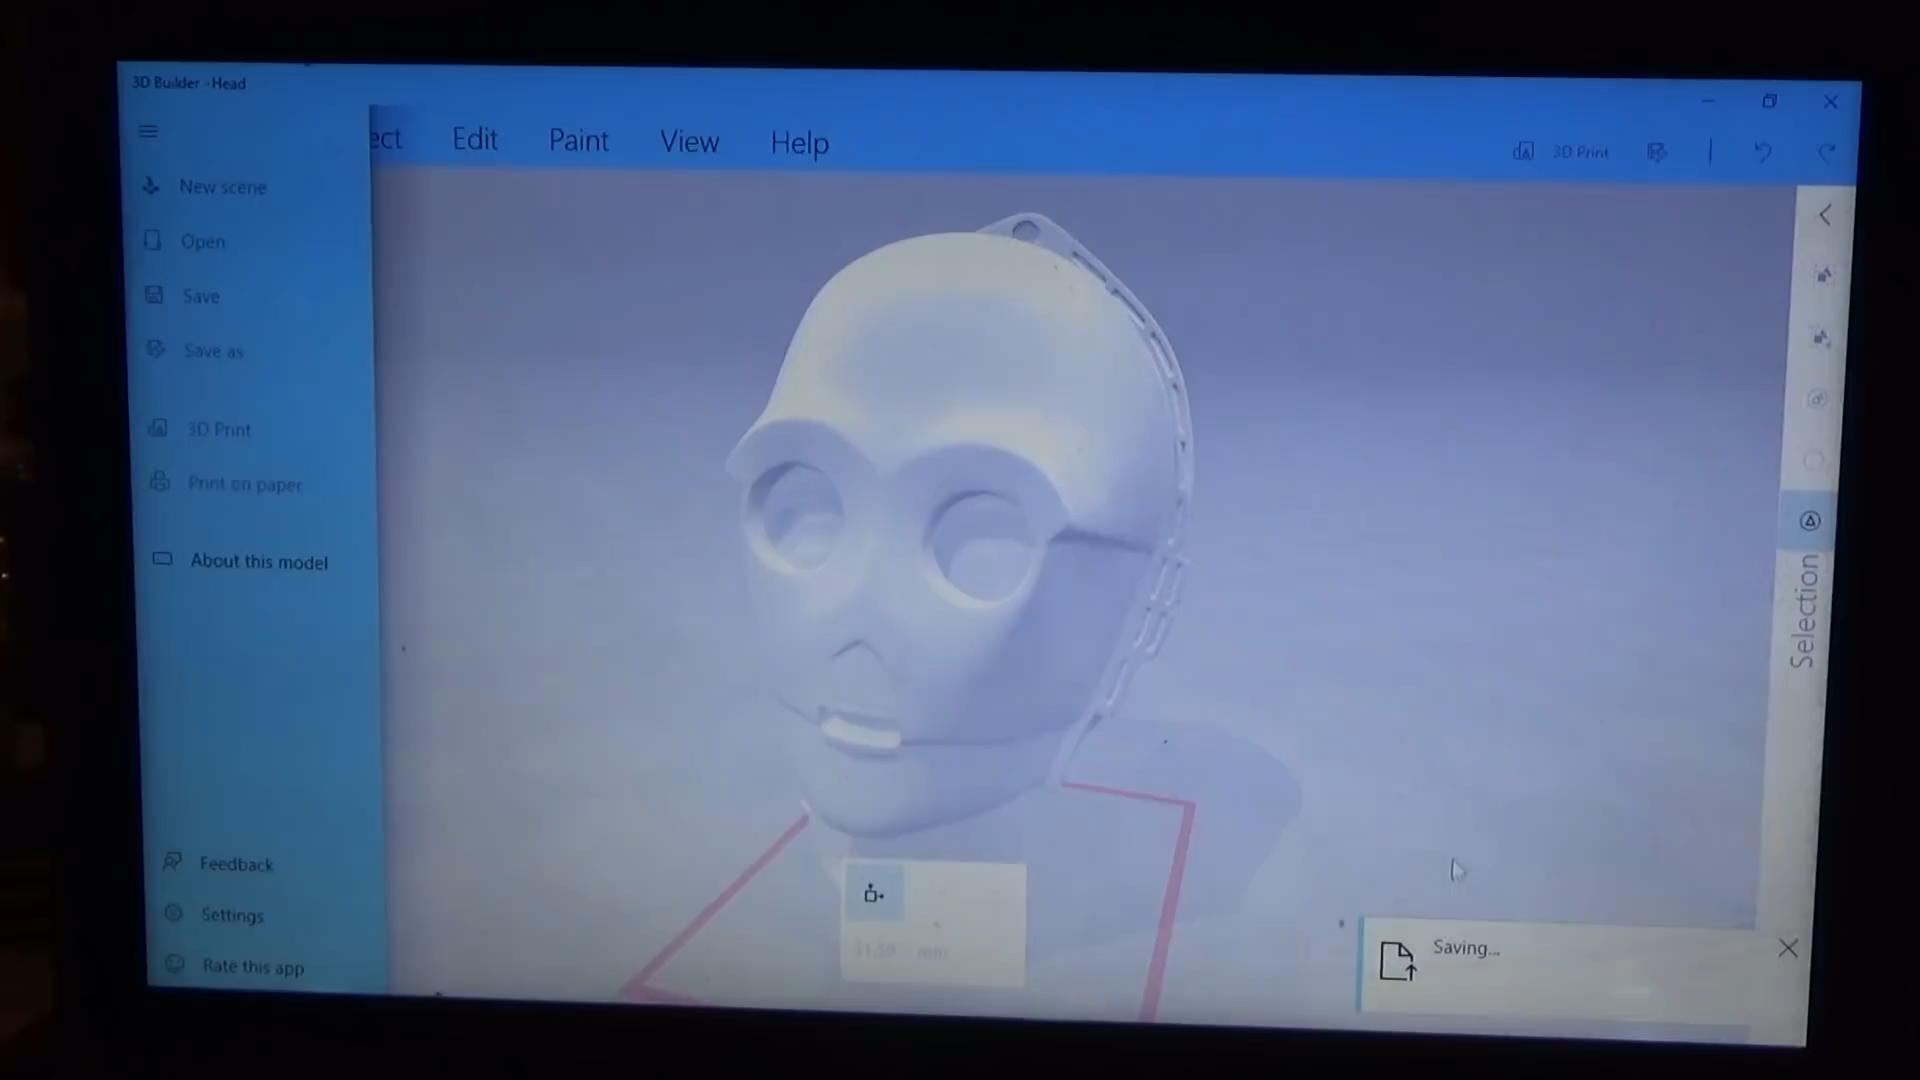 3D Builder - Head
ect Edit Paint View Help
3D Print
New scene
Open
Save
Save as
3D Print
Print on paper
About this model
Feedback
Settings
Rate this app
Selection
mm
Saving...